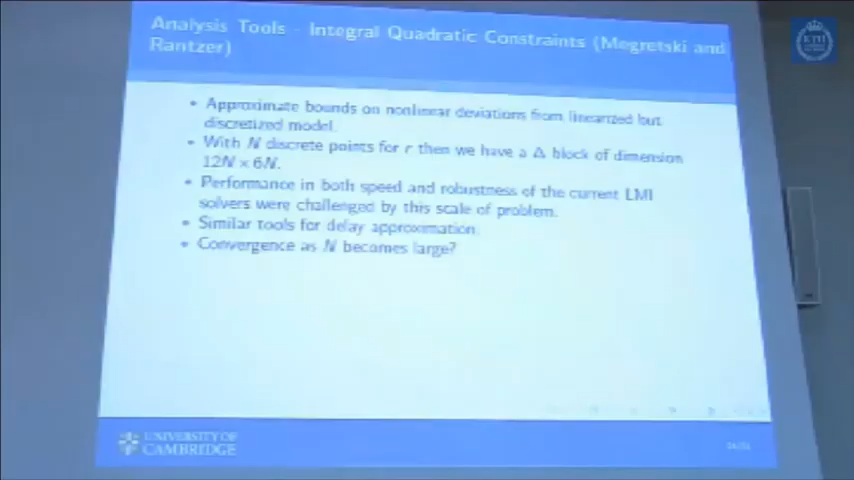 Analysis Tools - Integral Quadratic Constraints (Megretski and
Rantzer)
• Approximate bounds on nonlinear deviations from linearized but
discretized model.
• With N discrete points for r then we have a Δ block of dimension
12N × 6N.
• Performance in both speed and robustness of the current LMI
solvers were challenged by this scale of problem.
• Similar tools for delay approximation.
• Convergence as N becomes large?
UNIVERSITY OF
CAMBRIDGE
KTH